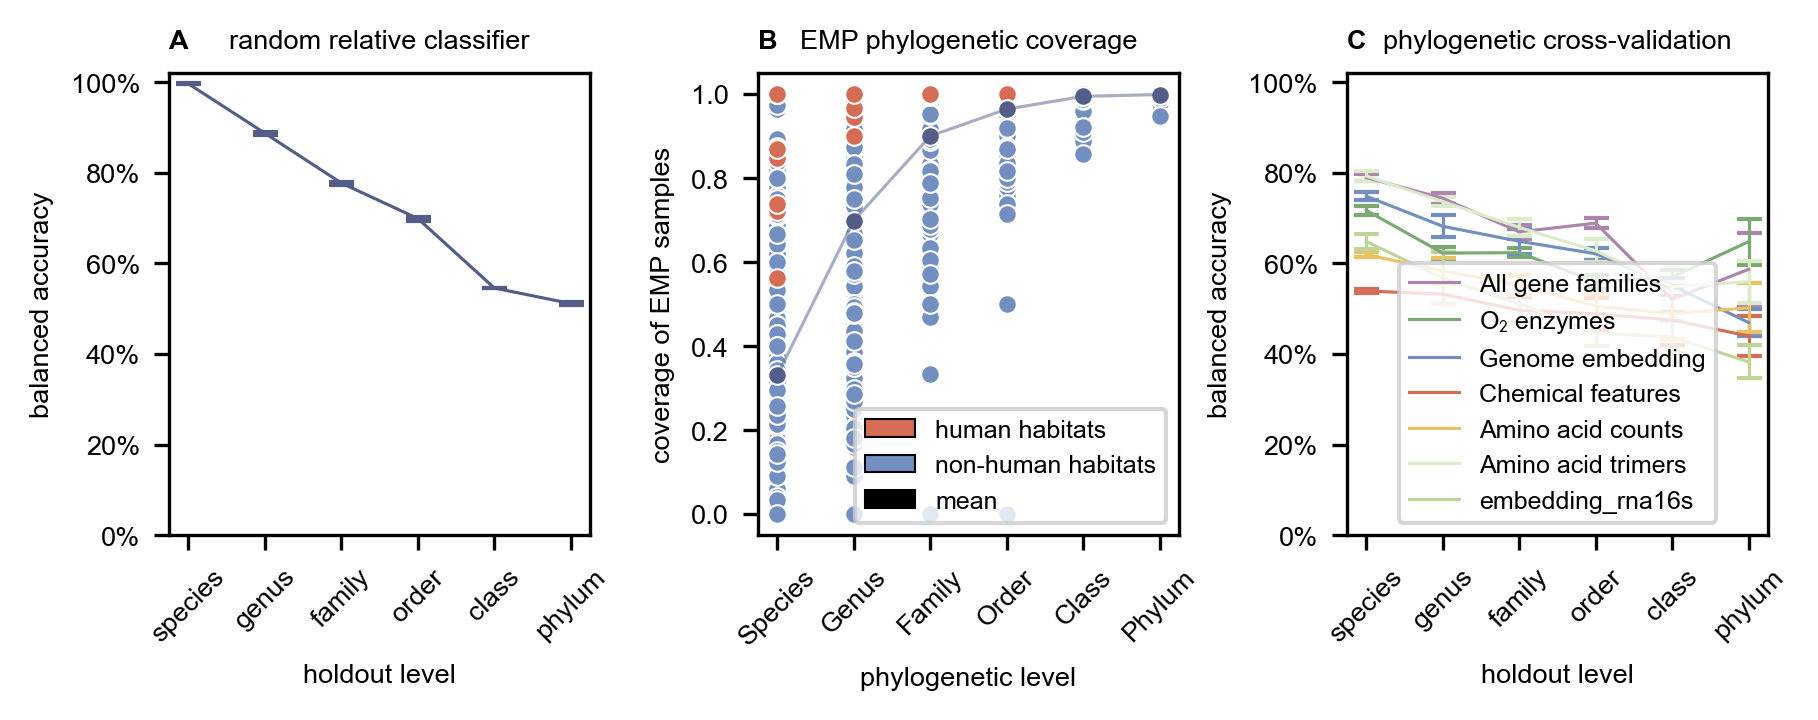 A random relative classifier
100%
80%
60%
40%
20%
0%
balanced accuracy
species
genus
family
order
class
phylum
holdout level
B EMP phylogenetic coverage
1.0
0.8
0.6
0.4
0.2
0.0
coverage of EMP samples
human habitats
non-human habitats
mean
Species
Genus
Family
Order
Class
Phylum
phylogenetic level
C phylogenetic cross-validation
100%
80%
60%
40%
20%
0%
balanced accuracy
All gene families
O₂ enzymes
Genome embedding
Chemical features
Amino acid counts
Amino acid trimers
embedding_rna16s
species
genus
family
order
class
phylum
holdout level